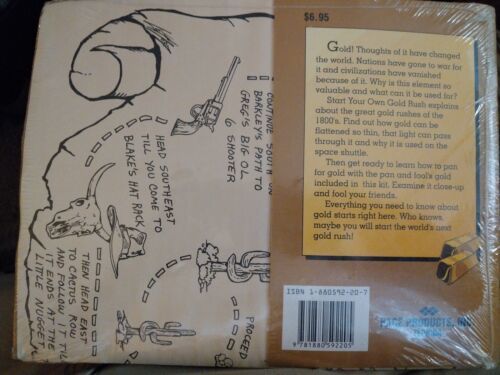 $6.95
Gold! Thoughts of it have changed
the world. Nations have gone to war for
it and civilizations have vanished
because of it. Why is this element so
valuable and what can it be used for?
Start Your Own Gold Rush explains
about the great gold rushes of the
1800's. Find out how gold can be
flattened so thin, that light can pass
through it and why it is used on the
space shuttle.
Then get ready to learn how to pan
for gold with the pan and fool's gold
included in this kit. Examine it close-up
and fool your friends.
Everything you need to know about
gold starts right here. Who knows,
maybe you will start the world's next
gold rush!
CONTINUE SOUTH ON
BARKLEY'S PATH TO
GREG'S BIG OL
6 SHOOTER
HEAD SOUTHEAST
TILL YOU COME TO
BLAKE'S HAT RACK
THEN HEAD EAST
TO CACTUS ROW
AND FOLLOW IT TIL
IT ENDS AT THE
LITTLE NUGGET
PROCEED
ISBN 1-880592-20-7
9 781880 592205
PACE PRODUCTS, INC.